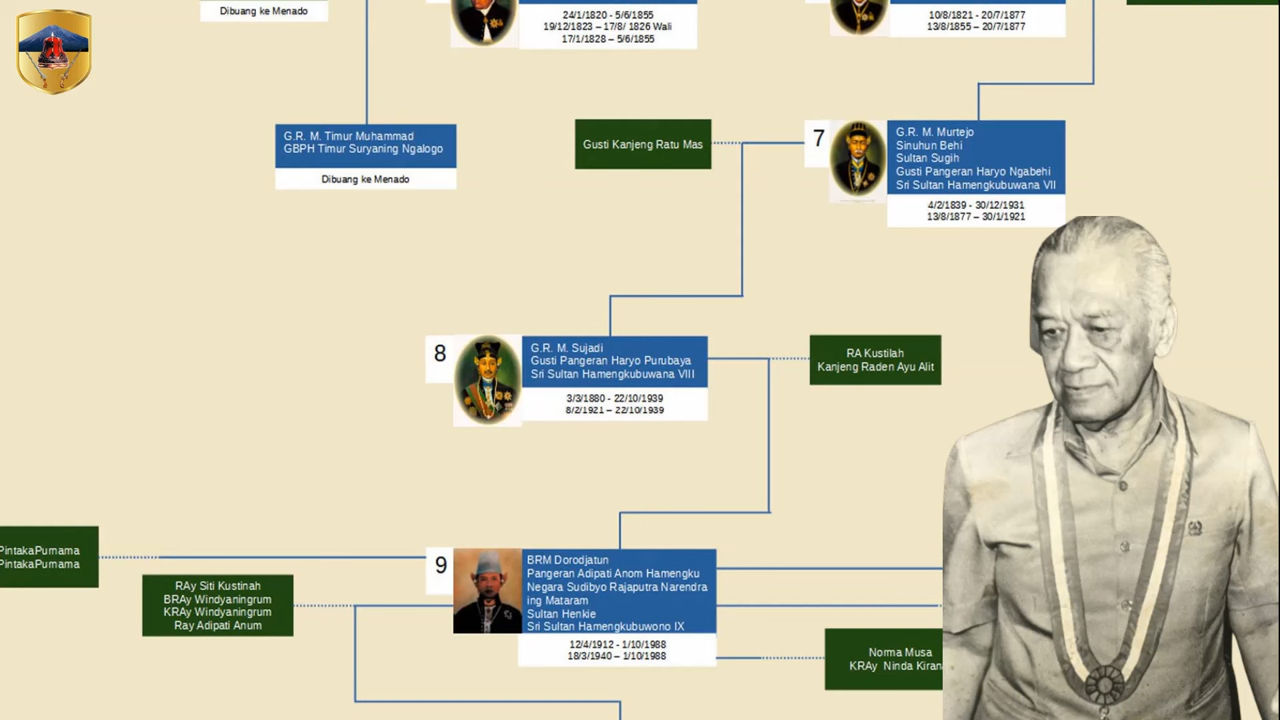 Dibuang ke Menado
24/1/1820 - 5/6/1855
19/12/1823 – 17/8/ 1826 Wali
17/1/1828 – 5/6/1855
10/8/1821 - 20/7/1877
13/8/1855 – 20/7/1877
G.R. M. Timur Muhammad
GBPH Timur Suryaning Ngalogo
Dibuang ke Menado
Gusti Kanjeng Ratu Mas
7
G.R. M. Murtejo
Sinuhun Behi
Sultan Sugih
Gusti Pangeran Haryo Ngabehi
Sri Sultan Hamengkubuwana VII
4/2/1839 - 30/12/1931
13/8/1877 – 30/1/1921
8
G.R. M. Sujadi
Gusti Pangeran Haryo Purubaya
Sri Sultan Hamengkubuwana VIII
3/3/1880 - 22/10/1939
8/2/1921 – 22/10/1939
RA Kustilah
Kanjeng Raden Ayu Alit
PintakaPurnama
PintakaPurnama
RAy Siti Kustinah
BRAy Windyaningrum
KRAy Windyaningrum
Ray Adipati Anum
9
BRM Dorodjatun
Pangeran Adipati Anom Hamengku
Negara Sudibyo Rajaputra Narendra
ing Mataram
Sultan Henkie
Sri Sultan Hamengkubuwono IX
12/4/1912 - 1/10/1988
18/3/1940 – 1/10/1988
Norma Musa
KRAy Ninda Kiran